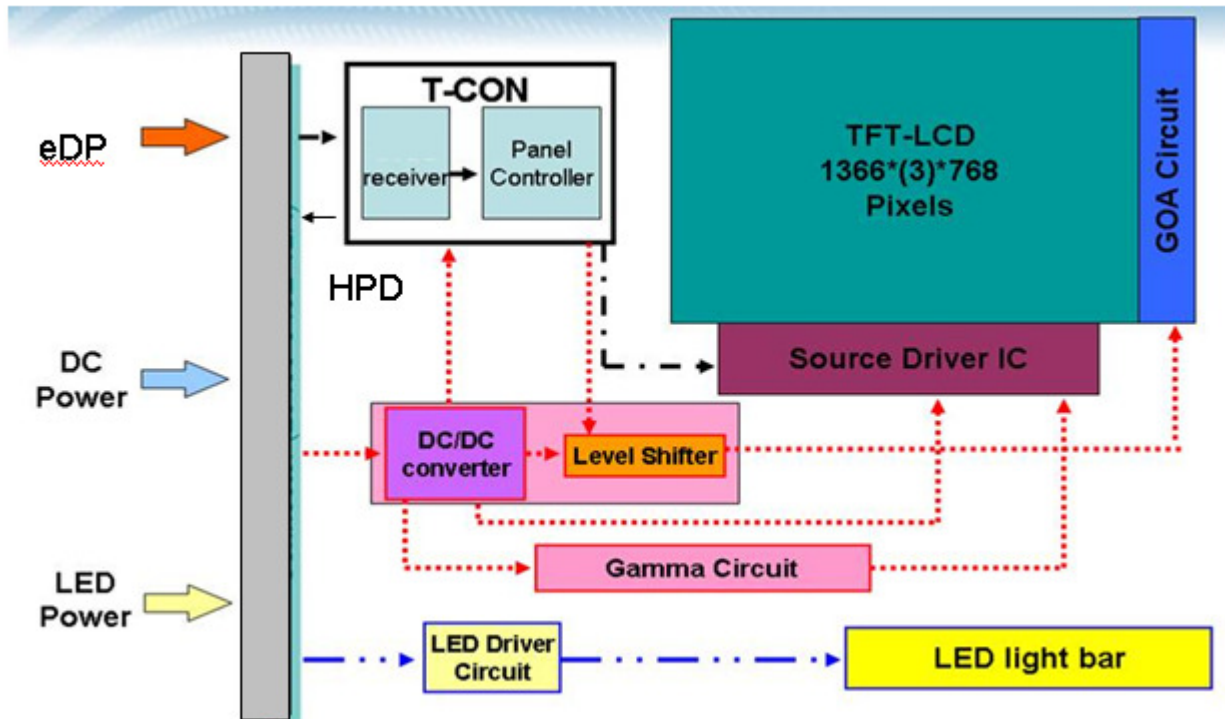 eDP
DC
Power
LED
Power
T-CON
receiver
Panel
Controller
HPD
TFT-LCD
1366*(3)*768
Pixels
GOA Circuit
Source Driver IC
DC/DC
converter
Level Shifter
Gamma Circuit
LED Driver
Circuit
LED light bar